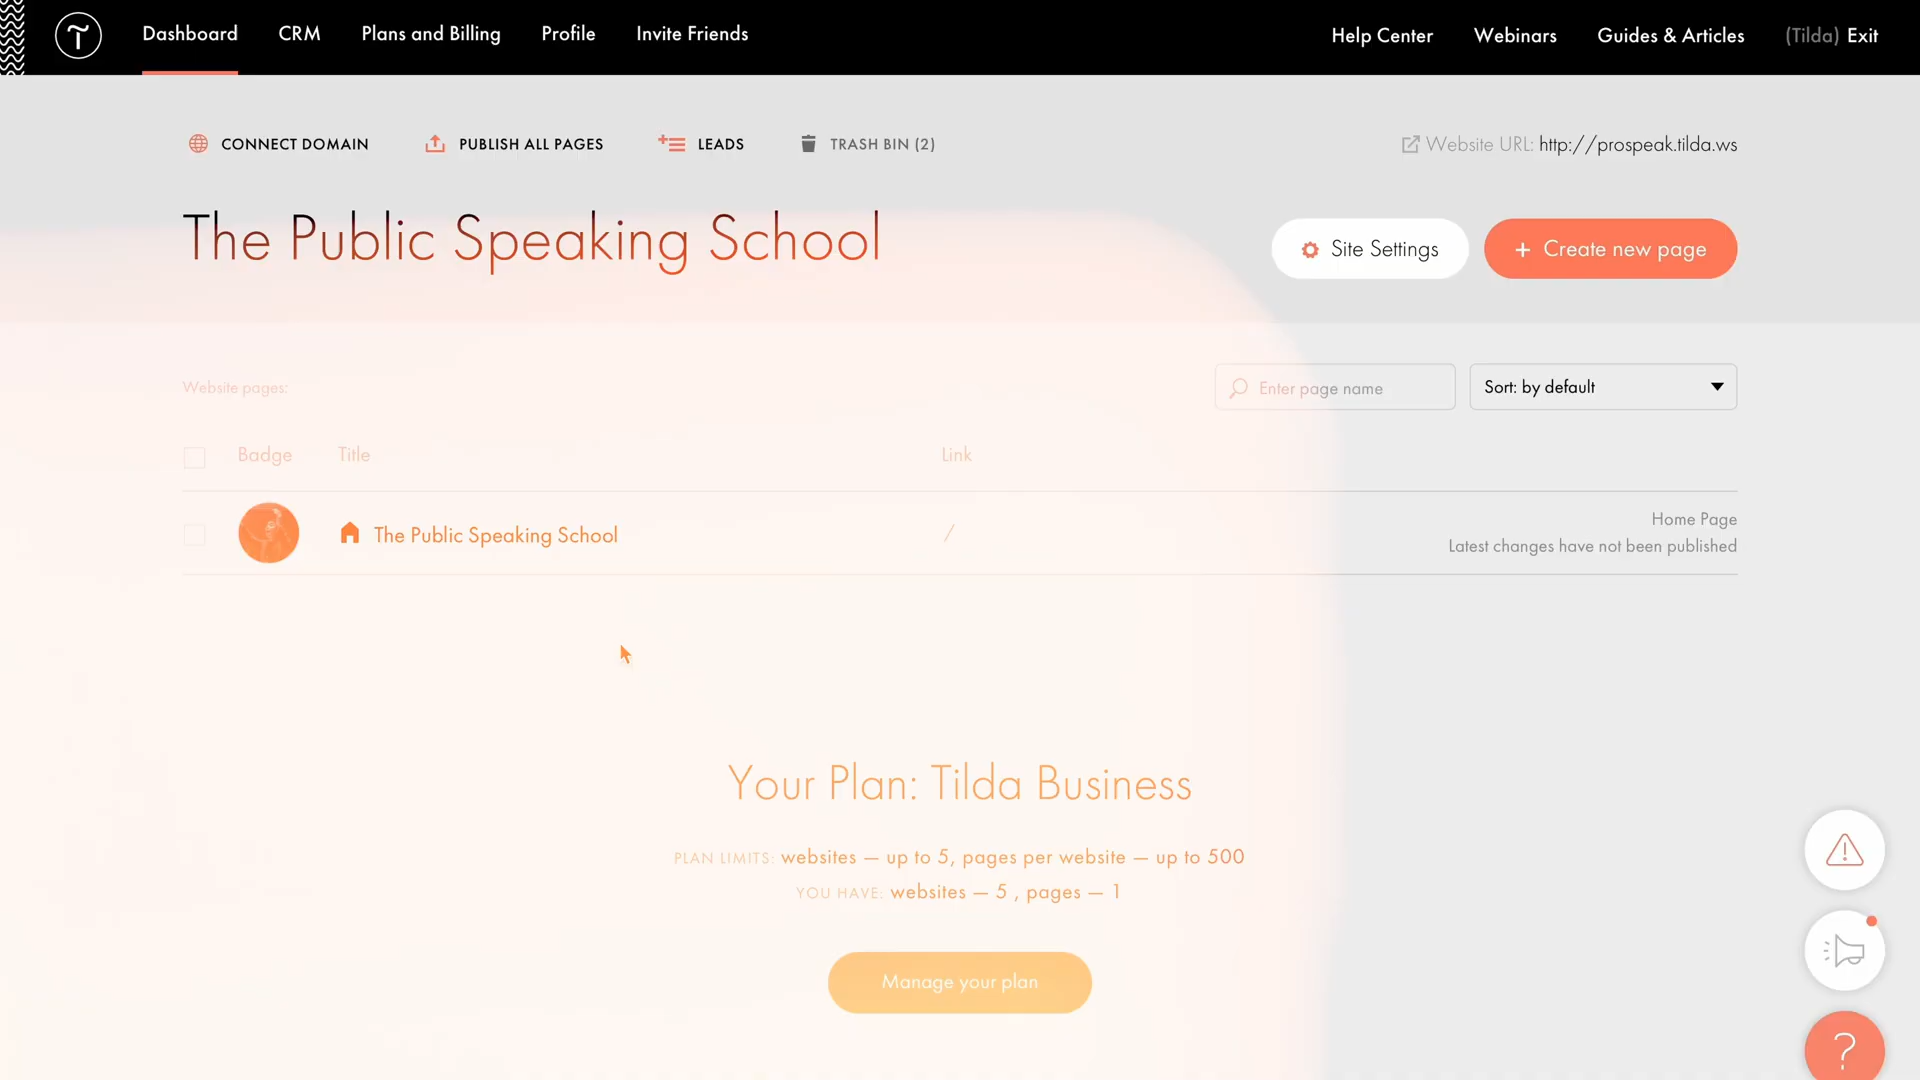 Dashboard CRM Plans and Billing Profile Invite Friends Help Center Webinars Guides & Articles (Tilda) Exit
CONNECT DOMAIN PUBLISH ALL PAGES LEADS TRASH BIN (2) Website URL: http://prospeak.tilda.ws
The Public Speaking School Site Settings + Create new page
Website pages: Enter page name Sort: by default
Badge Title Link
The Public Speaking School / Home Page
Latest changes have not been published
Your Plan: Tilda Business
PLAN LIMITS: websites — up to 5, pages per website — up to 500
YOU HAVE: websites — 5 , pages — 1
Manage your plan
?